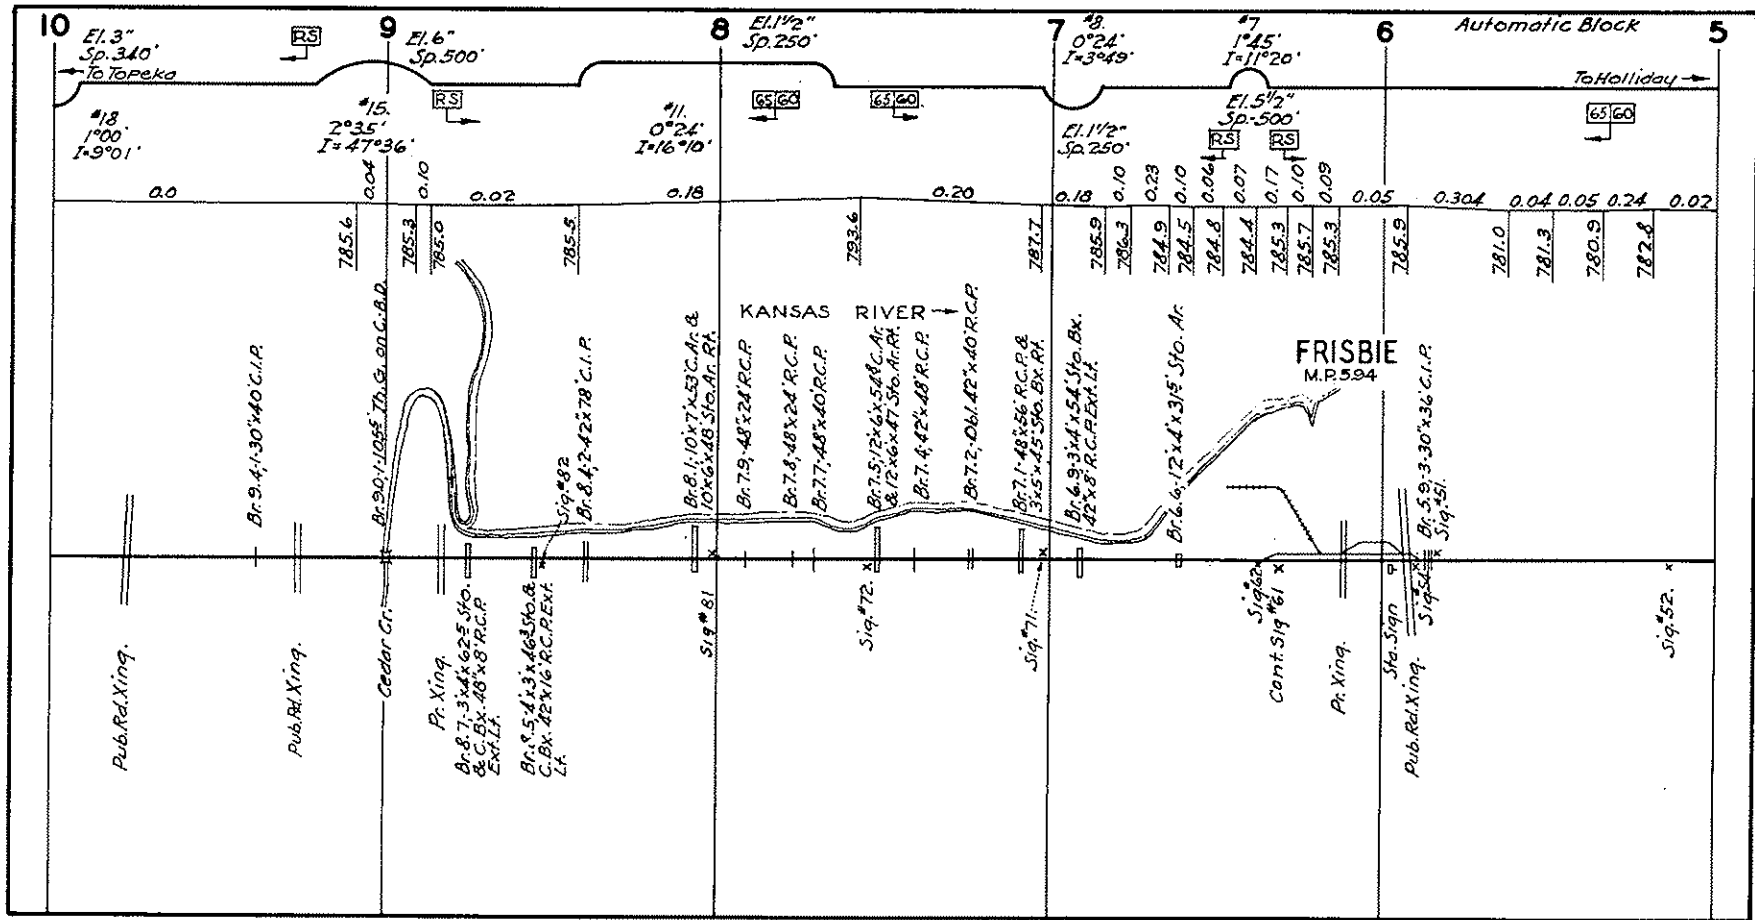 10
9
8
7
6
5
El. 3"
Sp. 340'
To Topeka
RS
El. 6"
Sp. 500'
El. 1½"
Sp. 250'
#8.
0°24'
I=3°49'
#7
1°45'
I=11°20'
Automatic Block
To Holliday
#18
1°00'
I=9°01'
#15.
2°35'
I=47°36'
RS
#11.
0°24'
I=16°10'
65 60
65 60
El. 1½"
Sp. 250'
El. 5½"
Sp.-500'
RS
RS
65 60
0.0
0.04
0.10
0.02
0.18
0.20
0.18
0.10
0.23
0.10
0.06
0.07
0.17
0.10
0.09
0.05
0.304
0.04
0.05
0.24
0.02
785.6
785.3
785.0
785.5
793.6
787.7
785.9
786.3
784.9
784.5
784.8
784.4
785.3
785.7
785.3
785.9
781.0
781.3
780.9
782.8
KANSAS RIVER
FRISBIE
M.P. 5.94
Br. 9.4-1-30"x40' C.I.P.
Br. 9.0; 1-105⁵' Th. G. on C.-B.D.
Sig. #82
Br. 8.4; 2-42"x78' C.I.P.
Br. 8.1; 10'x7'x53' C. Ar. &
10'x6'x48' Sto. Ar. Rt.
Br. 7.9; -48"x24' R.C.P.
Br. 7.8; 48"x24' R.C.P.
Br. 7.7; -48"x40' R.C.P.
Br. 7.5; 12'x6'x54⁸' C. Ar.
& 12'x6'x47' Sto. Ar. Rt.
Br. 7.4; 42"x48' R.C.P.
Br. 7.2; -Dbl. 42"x40' R.C.P.
Br. 7.1-48"x56' R.C.P. &
3'x5'x45' Sto. Bx. Rt.
Br. 6.9; 3'x4'x54' Sto. Bx.
42"x8' R.C.P. Ext. Lt.
Br. 6.6; 12'x4'x31⁵' Sto. Ar.
Br. 5.9; 3-30"x36' C.I.P.
Sig. #51.
Pub. Rd. Xing.
Pub. Rd. Xing.
Cedar Cr.
Pr. Xing.
Br. 8.7; -3'x4'x62⁵' Sto.
& C. Bx. 48"x8' R.C.P.
Ext. Lt.
Br. 8.5; 4'x3'x46³' Sto. &
C. Bx. 42"x16' R.C.P. Ext.
Lt.
Sig #81
Sig. #72.
Sig. #71.
Sig. #62
Cont. Sig #61
Pr. Xing.
Sta. Sign
Pub. Rd. Xing.
Sig. #54
Sig. #52.